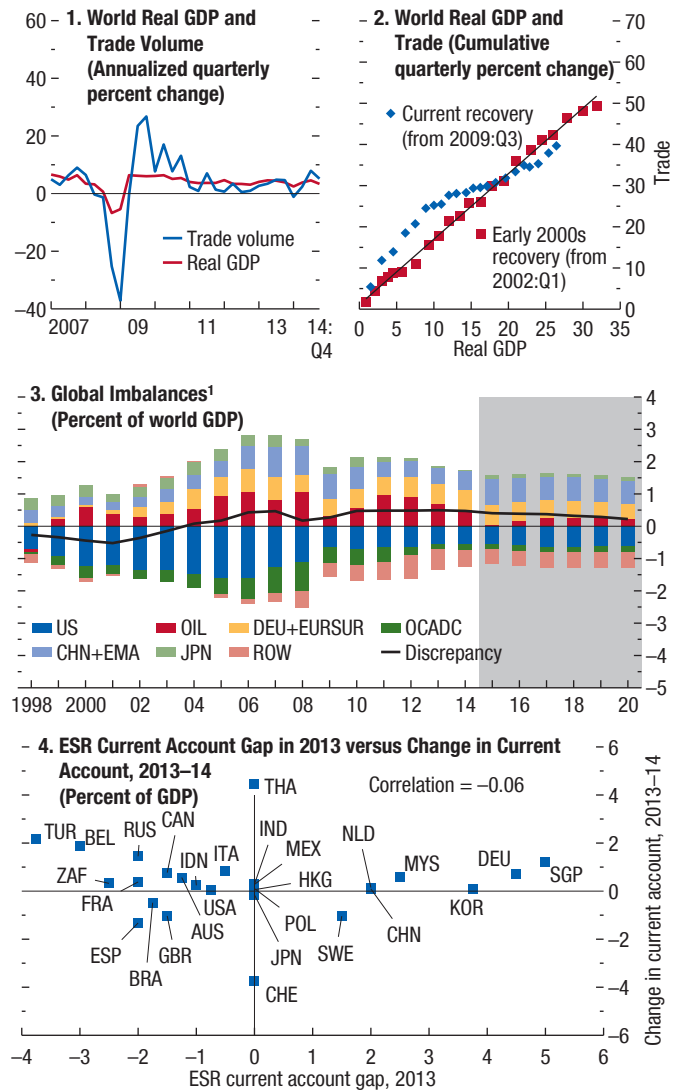 1. World Real GDP and
Trade Volume
(Annualized quarterly
percent change)
60
40
20
0
–20
–40
Trade volume
Real GDP
2007
09
11
13
14:
Q4
2. World Real GDP and
Trade (Cumulative
quarterly percent change)
70
60
50
40
30
20
10
0
Trade
Current recovery
(from 2009:Q3)
Early 2000s
recovery (from
2002:Q1)
0 5 10 15 20 25 30 35
Real GDP
3. Global Imbalances¹
(Percent of world GDP)
4
3
2
1
0
–1
–2
–3
–4
–5
US OIL DEU+EURSUR OCADC
CHN+EMA JPN ROW Discrepancy
1998 2000 02 04 06 08 10 12 14 16 18 20
4. ESR Current Account Gap in 2013 versus Change in Current
Account, 2013–14
(Percent of GDP)
Correlation = –0.06
6
4
2
0
–2
–4
–6
Change in current account, 2013–14
THA
TUR
BEL
RUS
CAN
IDN
ITA
IND
MEX
NLD
MYS
DEU
SGP
ZAF
FRA
USA
AUS
HKG
POL
JPN
KOR
CHN
SWE
ESP
GBR
BRA
CHE
–4 –3 –2 –1 0 1 2 3 4 5 6
ESR current account gap, 2013